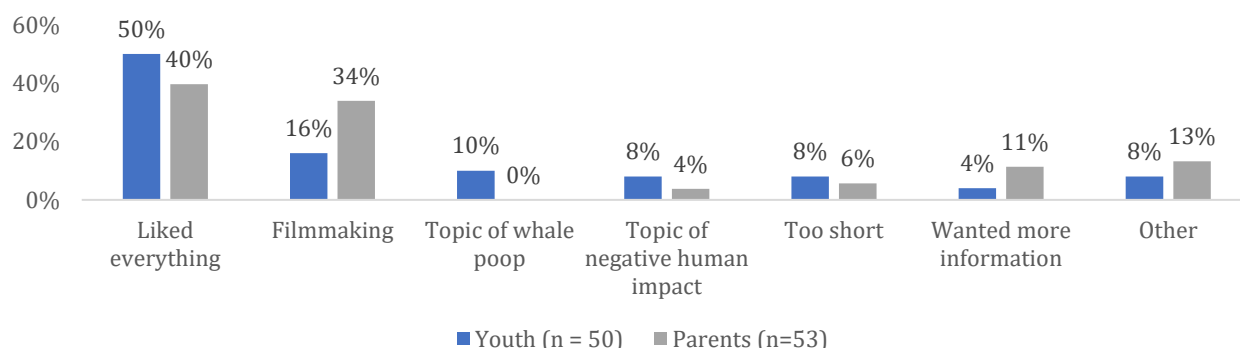 60%
40%
20%
0%
50%
40%
16%
34%
10%
0%
8%
4%
8%
6%
4%
11%
8%
13%
Liked
everything
Filmmaking
Topic of whale
poop
Topic of
negative human
impact
Too short
Wanted more
information
Other
Youth (n = 50)
Parents (n=53)